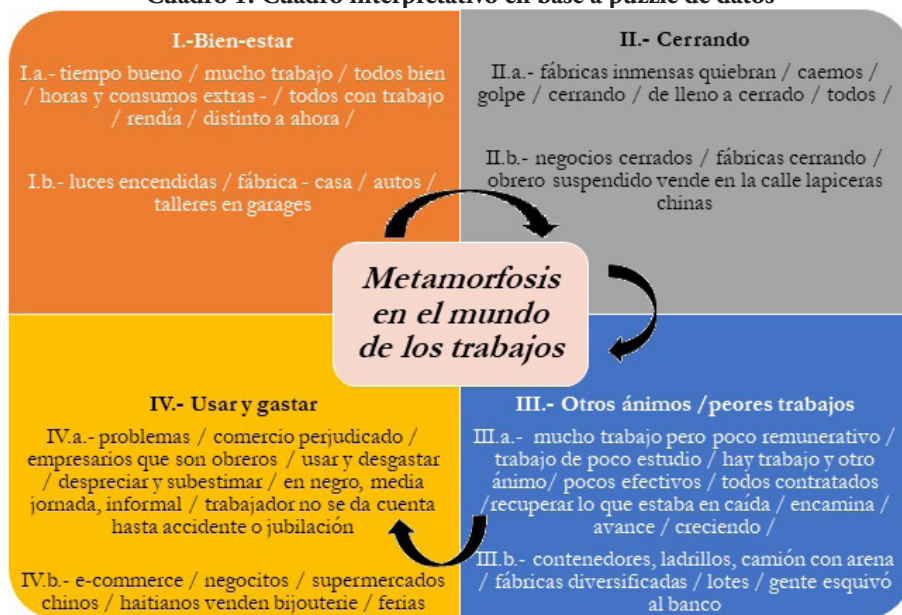 Cuadro 1. Cuadro interpretativo en base a puzzle de datos
I.-Bien-estar
I.a.- tiempo bueno / mucho trabajo / todos bien
/ horas y consumos extras - / todos con trabajo
/ rendía / distinto a ahora /
I.b.- luces encendidas / fábrica - casa / autos /
talleres en garages
II.- Cerrando
II.a.- fábricas inmensas quiebran / caemos /
golpe / cerrando / de lleno a cerrado / todos /
II.b.- negocios cerrados / fábricas cerrando /
obrero suspendido vende en la calle lapiceras
chinas
Metamorfosis
en el mundo
de los trabajos
III.- Otros ánimos /peores trabajos
III.a.- mucho trabajo pero poco remunerativo /
trabajo de poco estudio / hay trabajo y otro
ánimo/ pocos efectivos / todos contratados
/recuperar lo que estaba en caída / encamina /
avance / creciendo /
III.b.- contenedores, ladrillos, camión con arena
/ fábricas diversificadas / lotes / gente esquivó
al banco
IV.- Usar y gastar
IV.a.- problemas / comercio perjudicado /
empresarios que son obreros / usar y desgastar
/ despreciar y subestimar / en negro, media
jornada, informal / trabajador no se da cuenta
hasta accidente o jubilación
IV.b.- e-commerce / negocitos / supermercados
chinos / haitianos venden bijouterie / ferias